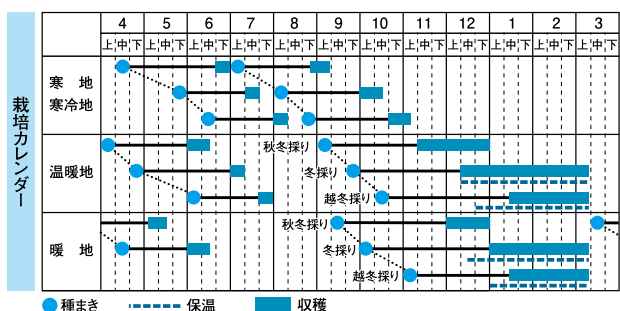 栽培カレンダー
4 5 6 7 8 9 10 11 12 1 2 3
上 中 下 上 中 下 上 中 下 上 中 下 上 中 下 上 中 下 上 中 下 上 中 下 上 中 下 上 中 下 上 中 下 上 中 下
寒 地
寒冷地
温暖地
秋冬採り
冬採り
越冬採り
暖 地
秋冬採り
冬採り
越冬採り
種まき 保温 収穫